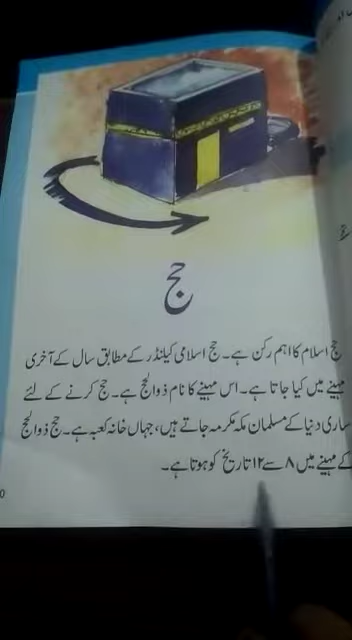 حج
حج اسلام کا اہم رکن ہے۔ حج اسلامی کیلنڈر کے مطابق سال کے آخری
مہینے میں کیا جاتا ہے۔ اس مہینے کا نام ذوالحج ہے۔ حج کرنے کے لئے
ساری دنیا کے مسلمان مکہ مکرمہ جاتے ہیں، جہاں خانہ کعبہ ہے۔ حج ذوالحج
کے مہینے میں ۸ سے ۱۲ تاریخ کو ہوتا ہے۔